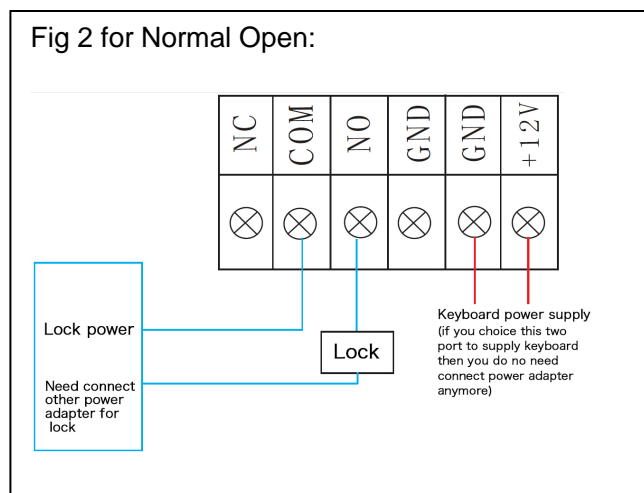 Fig 2 for Normal Open:
NC
COM
NO
GND
GND
+12V
Lock power
Need connect
other power
adapter for
lock
Lock
Keyboard power supply
(if you choice this two
port to supply keyboard
then you do no need
connect power adapter
anymore)